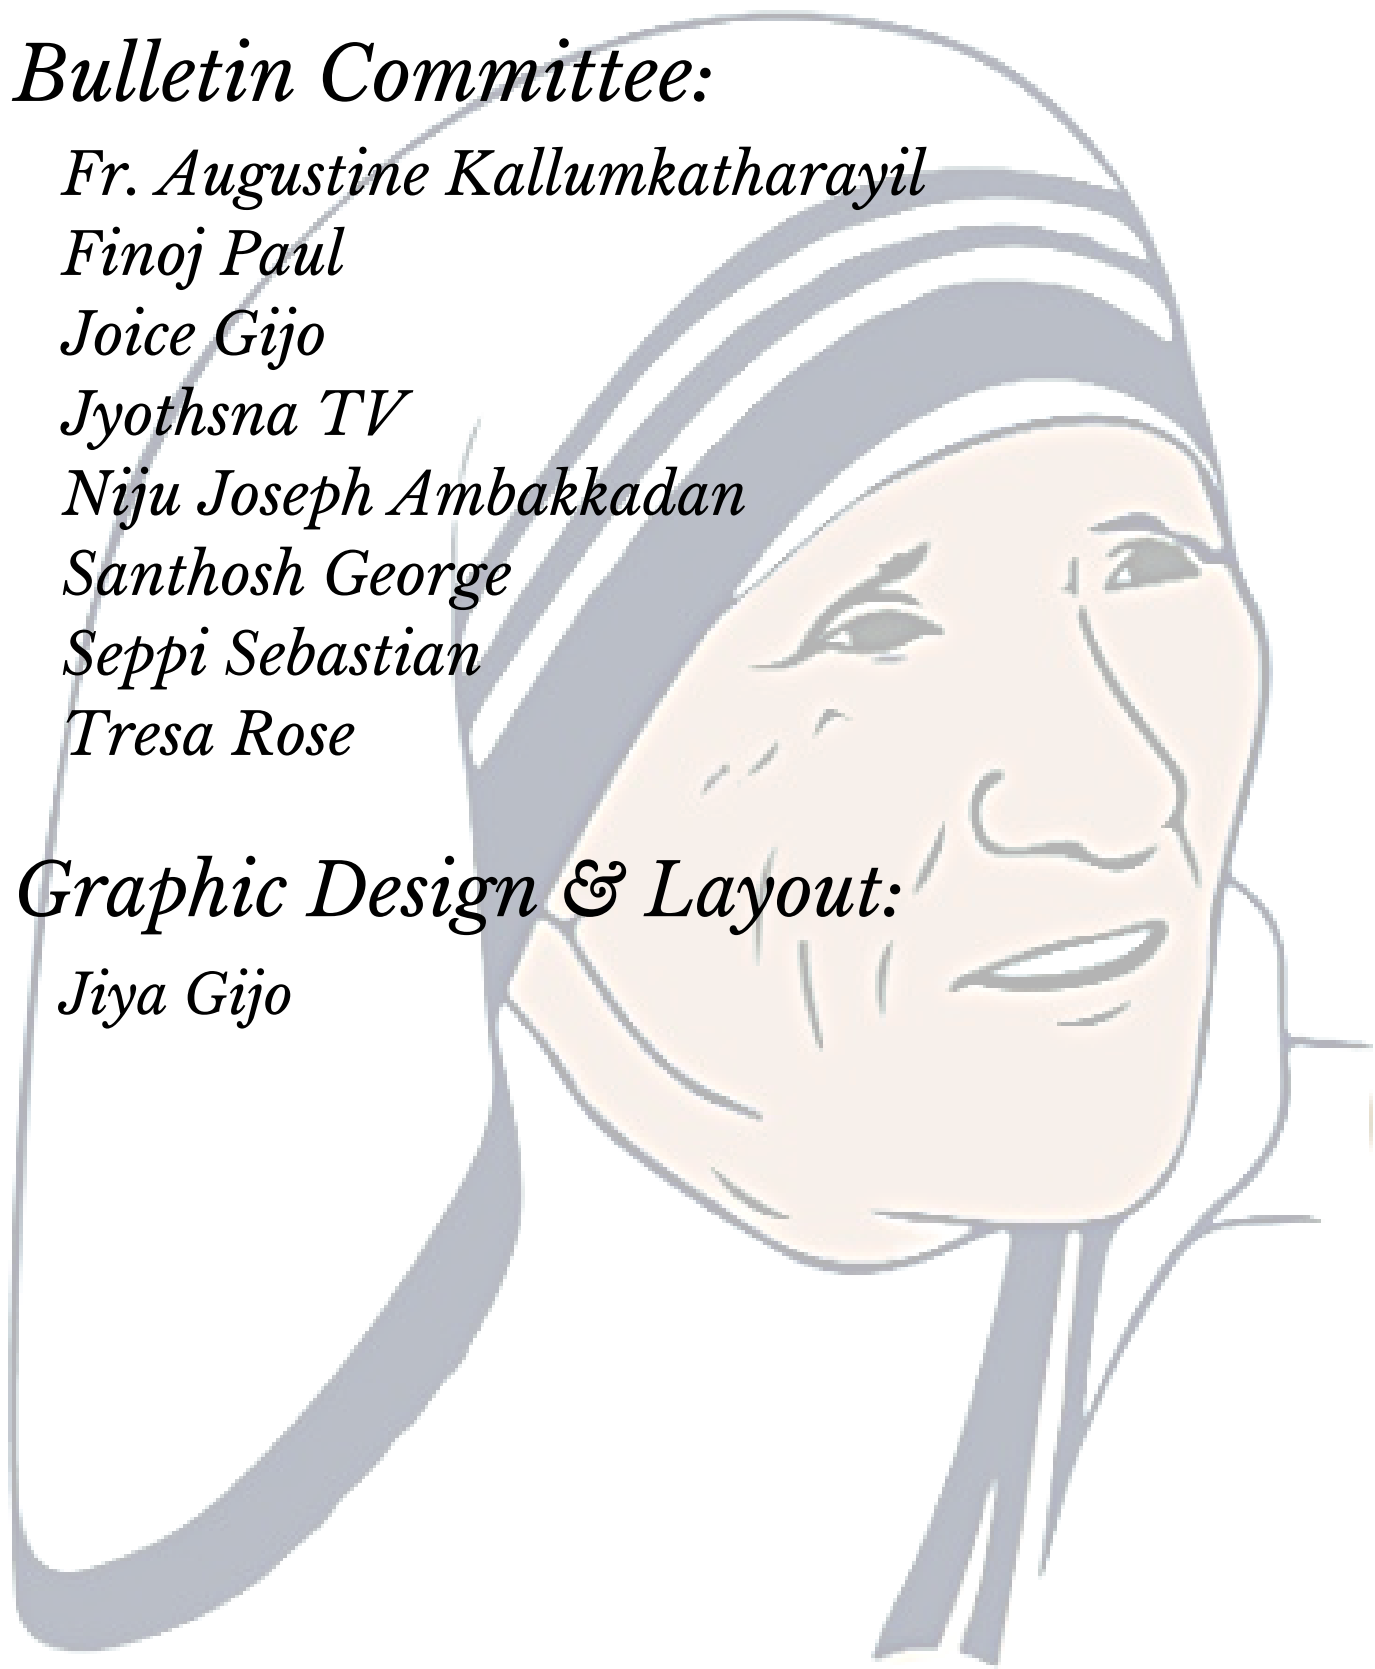 Bulletin Committee:
Fr. Augustine Kallumkatharayil
Finoj Paul
Joice Gijo
Jyothsna TV
Niju Joseph Ambakkadan
Santhosh George
Seppi Sebastian
Tresa Rose
Graphic Design & Layout:
Jiya Gijo